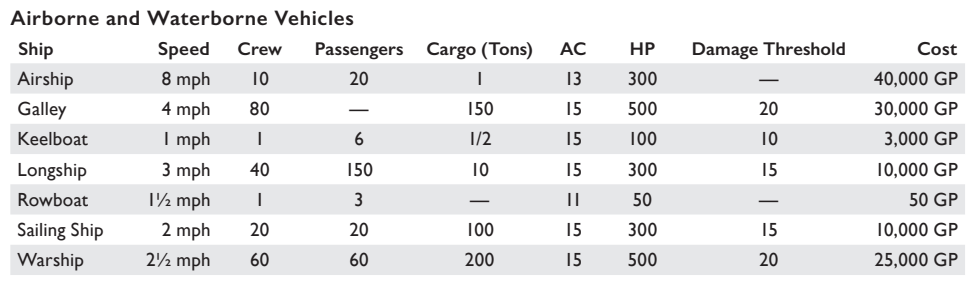 Airborne and Waterborne Vehicles
Ship Speed Crew Passengers Cargo (Tons) AC HP Damage Threshold Cost
Airship 8 mph 10 20 1 13 300 — 40,000 GP
Galley 4 mph 80 — 150 15 500 20 30,000 GP
Keelboat 1 mph 1 6 1/2 15 100 10 3,000 GP
Longship 3 mph 40 150 10 15 300 15 10,000 GP
Rowboat 1½ mph 1 3 — 11 50 — 50 GP
Sailing Ship 2 mph 20 20 100 15 300 15 10,000 GP
Warship 2½ mph 60 60 200 15 500 20 25,000 GP